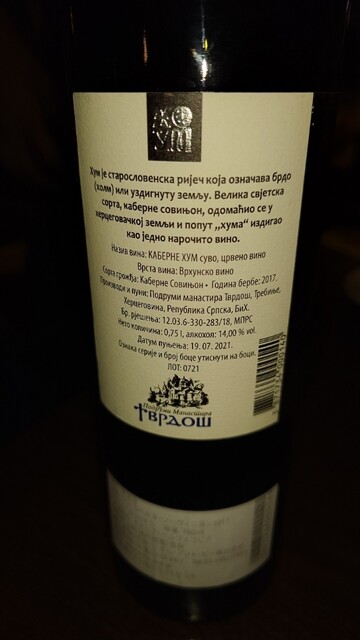 ХУМ
Хум је старословенска ријеч која означава брдо
(холм) или уздигнуту земљу. Велика свјетска
сорта, каберне совињон, одомаћио се у
херцеговачкој земљи и попут „хума“ издигао
као једно нарочито вино.
Назив вина: КАБЕРНЕ ХУМ суво, црвено вино
Врста вина: Врхунско вино
Сорта грожђа: Каберне Совињон • Година бербе: 2017.
Производи и пуни: Подруми манастира Тврдош, Требиње,
Херцеговина, Република Српска, БиХ.
Бр. рјешења: 12.03.6-330-283/18, МПРС
Нето количина: 0,75 l, алкохол: 14,00 % vol.
Датум пуњења: 19. 07. 2021.
Ознака серије и број боце утиснути на боци.
ЛОТ: 0721
Подруми Манастира
ТВРДОШ